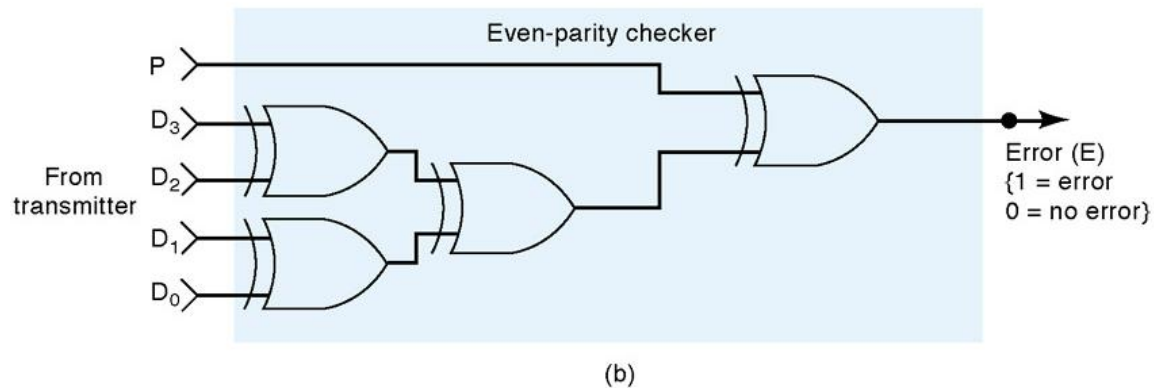 Even-parity checker
P
D₃
D₂
From
transmitter
D₁
D₀
Error (E)
{1 = error
0 = no error}
(b)